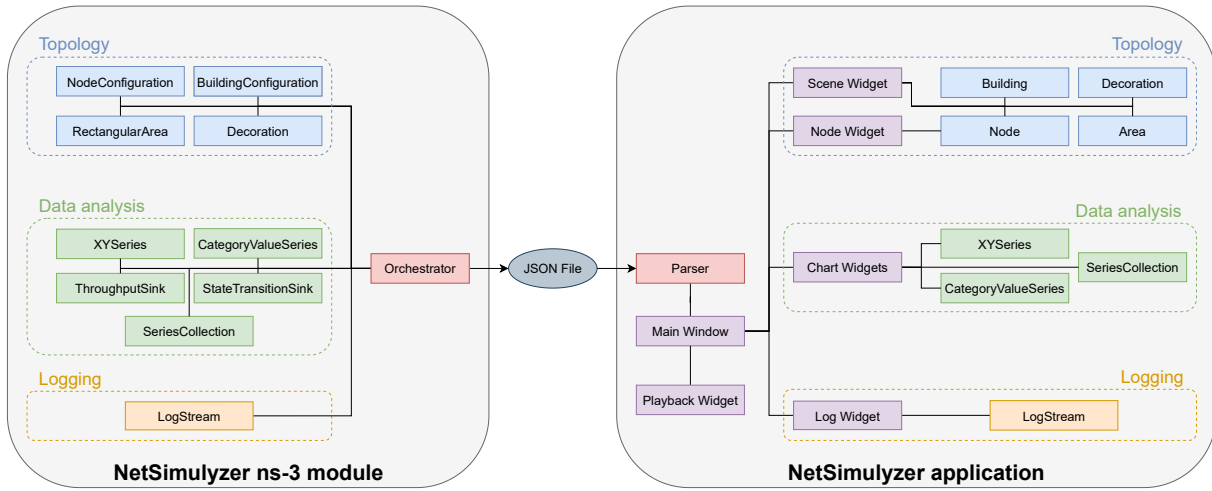 Topology
NodeConfiguration
BuildingConfiguration
RectangularArea
Decoration
Data analysis
XYSeries
CategoryValueSeries
ThroughputSink
StateTransitionSink
SeriesCollection
Logging
LogStream
Orchestrator
NetSimulyzer ns-3 module
JSON File
Topology
Scene Widget
Building
Decoration
Node Widget
Node
Area
Data analysis
XYSeries
Parser
Chart Widgets
SeriesCollection
CategoryValueSeries
Main Window
Logging
Playback Widget
Log Widget
LogStream
NetSimulyzer application